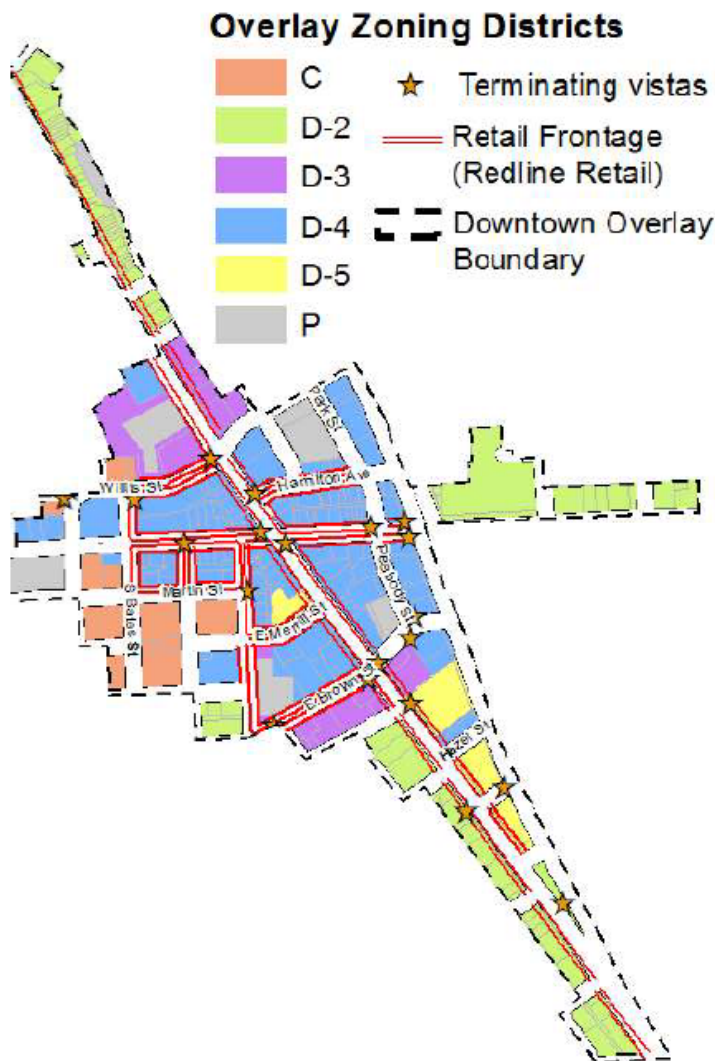 Overlay Zoning Districts
C
D-2
D-3
D-4
D-5
P
Terminating vistas
Retail Frontage
(Redline Retail)
Downtown Overlay
Boundary
Park St
Willits St
Hamilton Ave
Martin St
S Bates St
Peabody St
E Merrill St
E Brown St
Hazel St